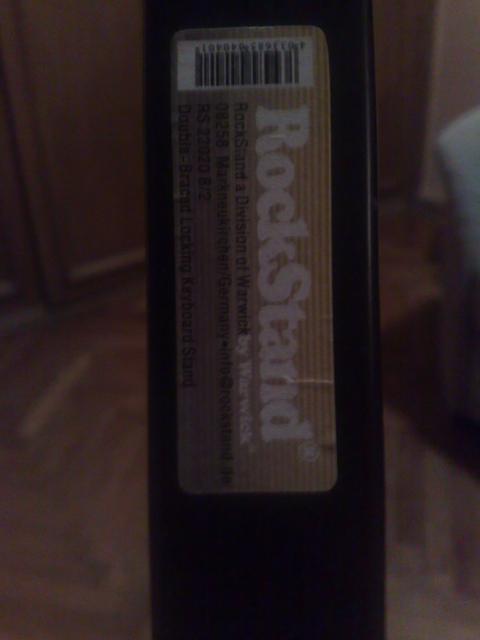 RockStand®
by Warwick
RockStand a Division of Warwick
08258 Markneukirchen/Germany•info@rockstand.de
RS 22020 B/2
Double-Braced Locking Keyboard Stand